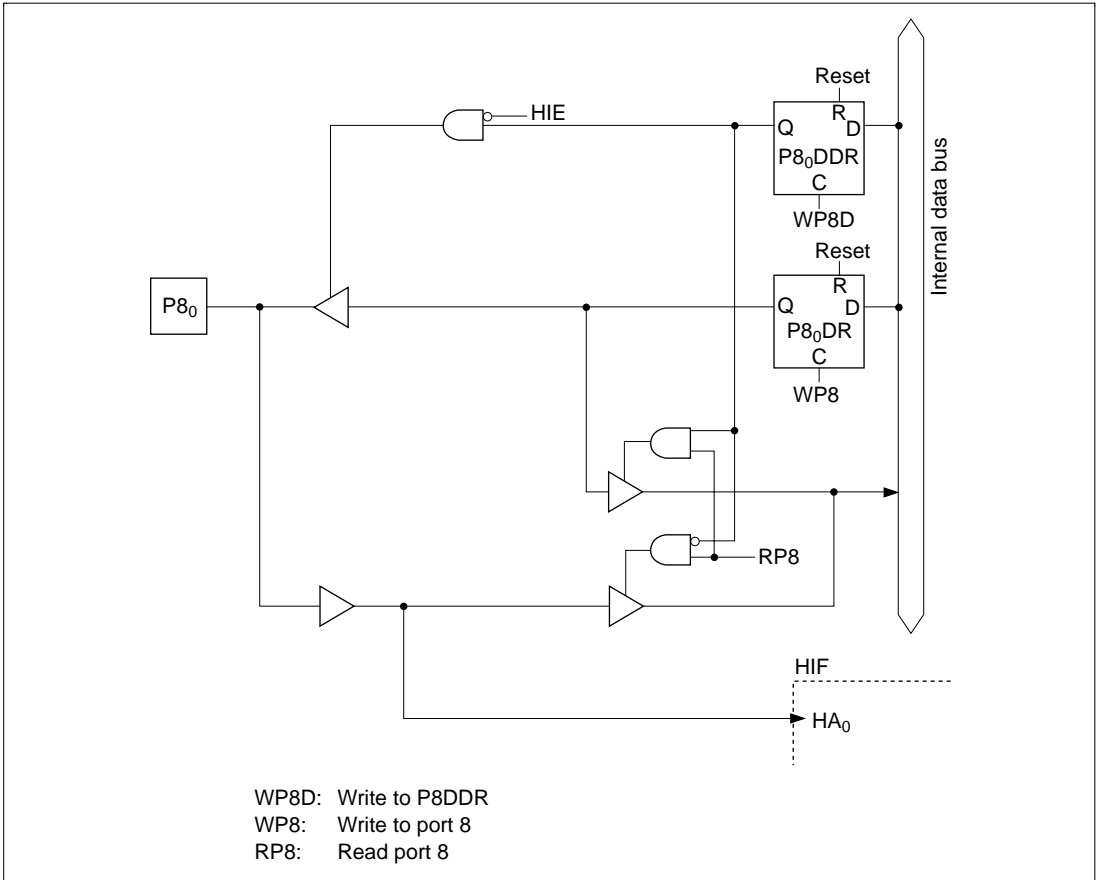 Reset
HIE
Q
R
D
P8₀DDR
C
WP8D
Reset
P8₀
Q
R
D
P8₀DR
C
WP8
Internal data bus
RP8
HIF
HA₀
WP8D: Write to P8DDR
WP8: Write to port 8
RP8: Read port 8